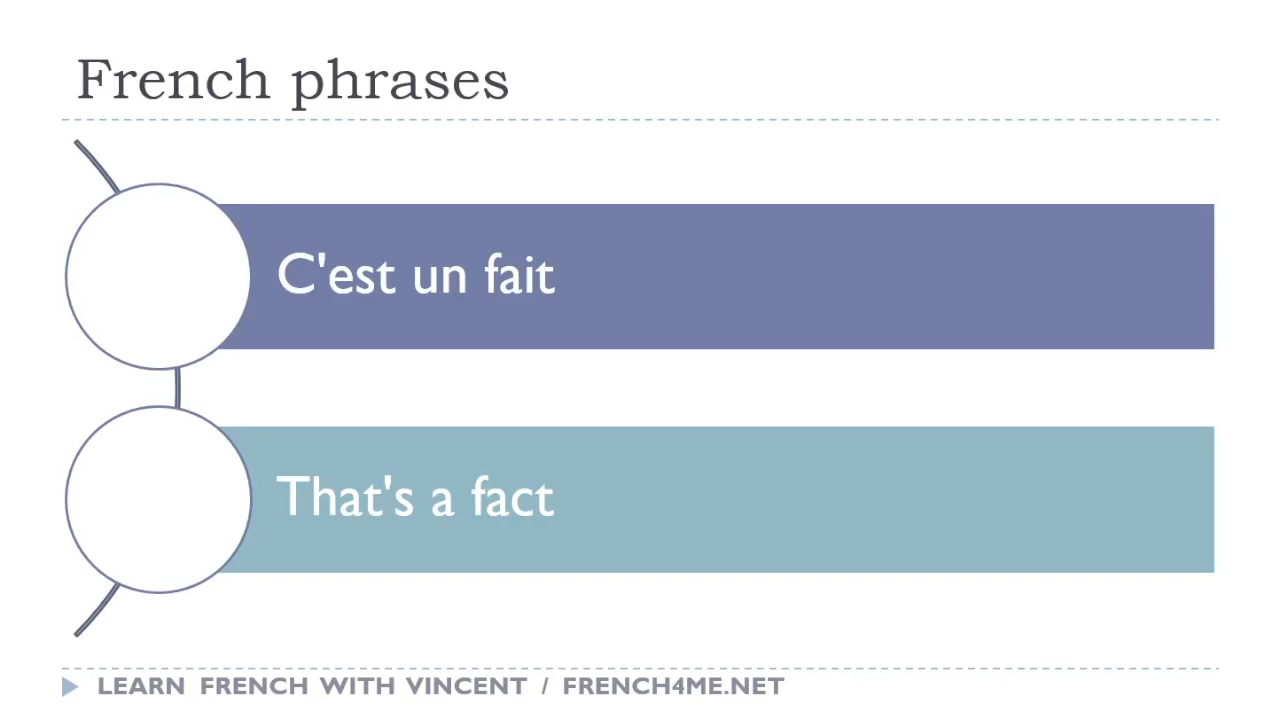 French phrases
C'est un fait
That's a fact
LEARN FRENCH WITH VINCENT / FRENCH4ME.NET